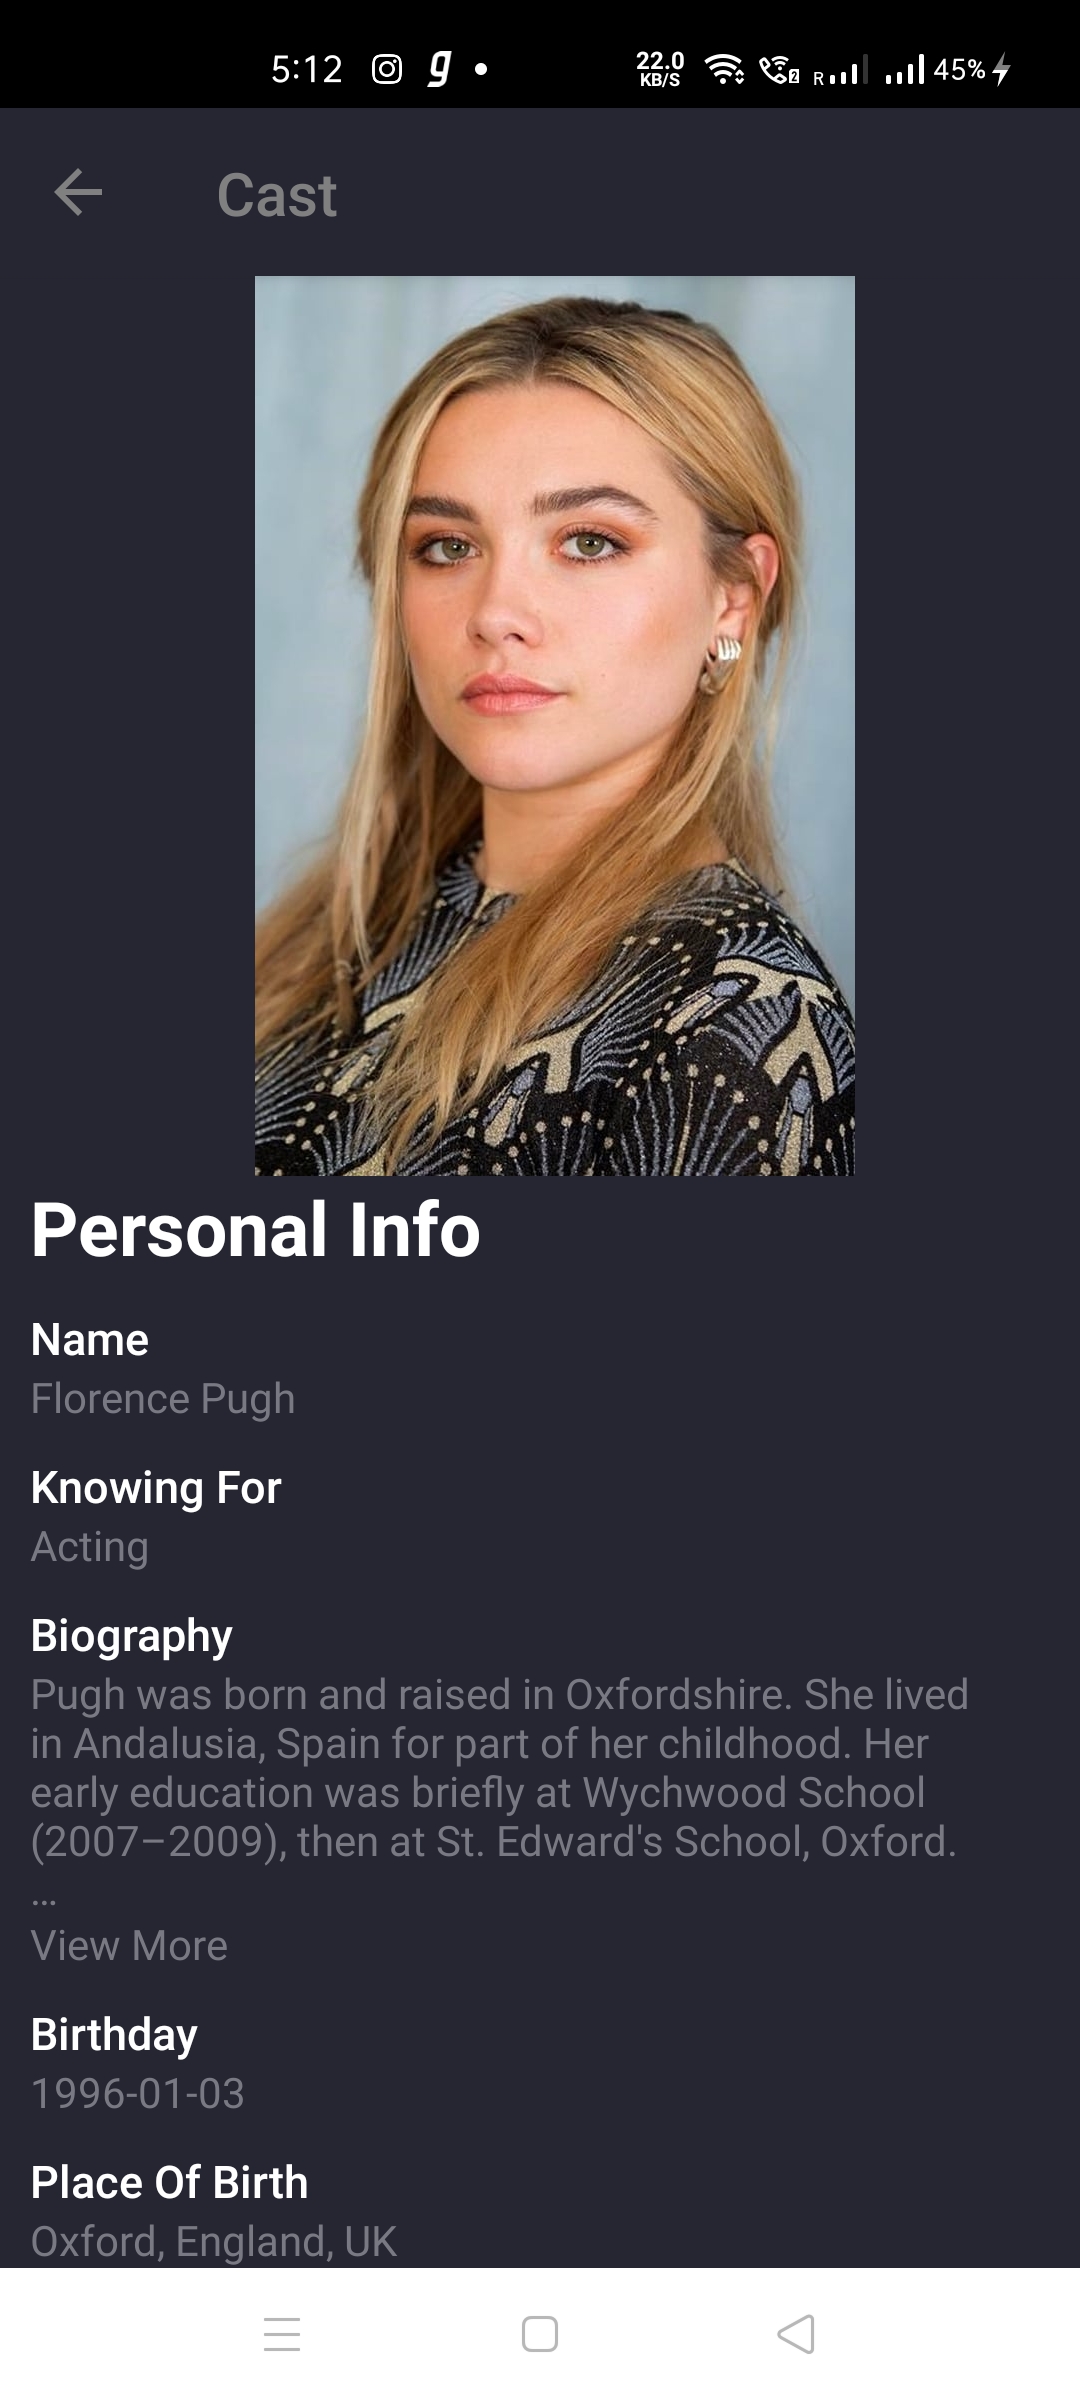 5:12
22.0
KB/S
R
45%
Cast
Personal Info
Name
Florence Pugh
Knowing For
Acting
Biography
Pugh was born and raised in Oxfordshire. She lived
in Andalusia, Spain for part of her childhood. Her
early education was briefly at Wychwood School
(2007–2009), then at St. Edward's School, Oxford.
...
View More
Birthday
1996-01-03
Place Of Birth
Oxford, England, UK